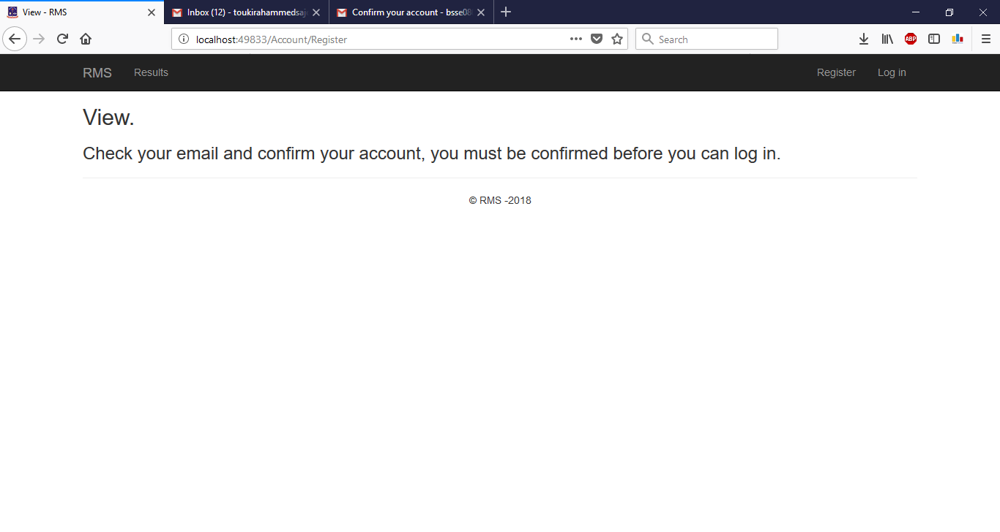 View - RMS
Inbox (12) - toukirahammedsaj
Confirm your account - bsse08
localhost:49833/Account/Register
Search
ABP
RMS Results Register Log in
View.
Check your email and confirm your account, you must be confirmed before you can log in.
© RMS -2018